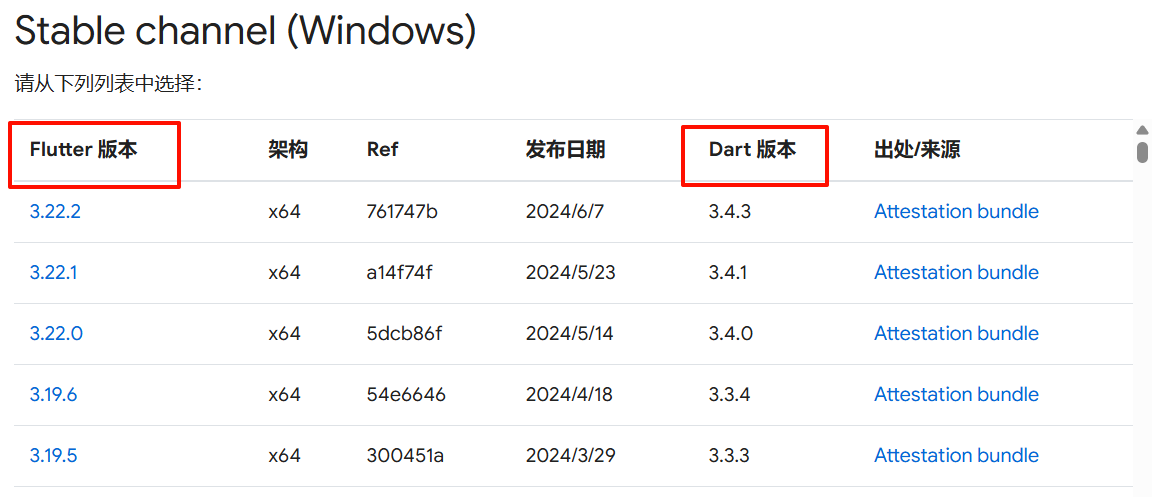 Stable channel (Windows)
请从下列列表中选择：
Flutter 版本 架构 Ref 发布日期 Dart 版本 出处/来源
3.22.2 x64 761747b 2024/6/7 3.4.3 Attestation bundle
3.22.1 x64 a14f74f 2024/5/23 3.4.1 Attestation bundle
3.22.0 x64 5dcb86f 2024/5/14 3.4.0 Attestation bundle
3.19.6 x64 54e6646 2024/4/18 3.3.4 Attestation bundle
3.19.5 x64 300451a 2024/3/29 3.3.3 Attestation bundle